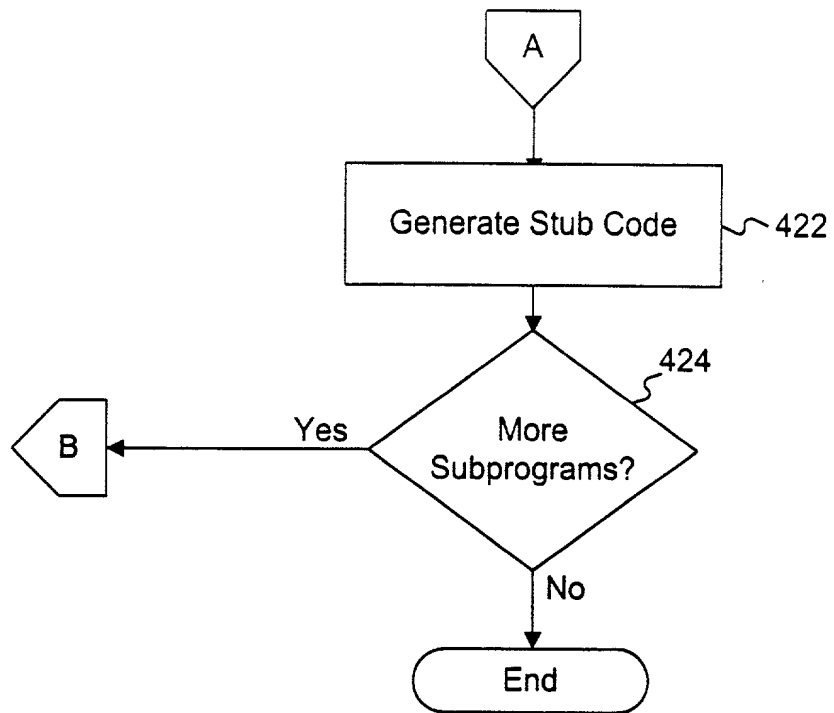 A
Generate Stub Code
422
424
More
Subprograms?
Yes
B
No
End